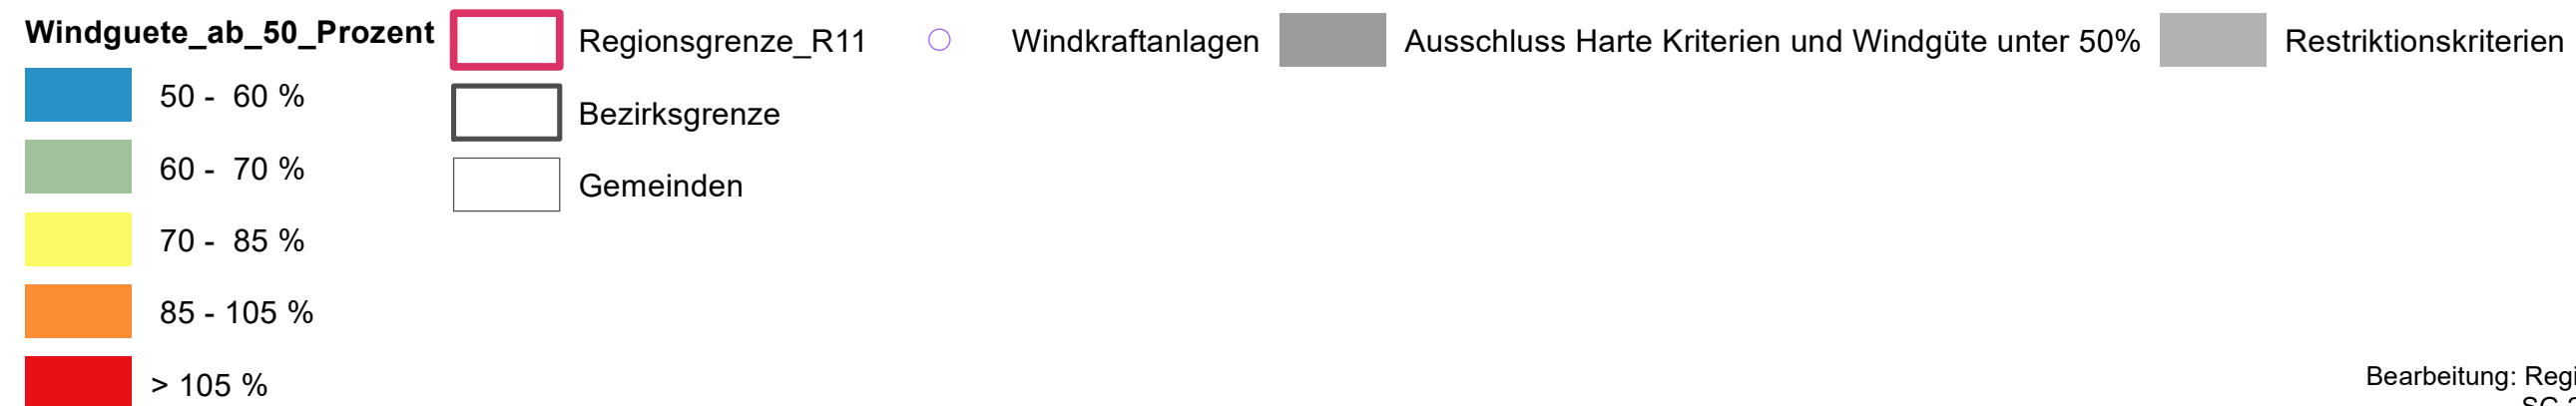 Windguete_ab_50_Prozent
50 - 60 %
60 - 70 %
70 - 85 %
85 - 105 %
> 105 %
Regionsgrenze_R11
Bezirksgrenze
Gemeinden
Windkraftanlagen
Ausschluss Harte Kriterien und Windgüte unter 50%
Restriktionskriterien
Bearbeitung: